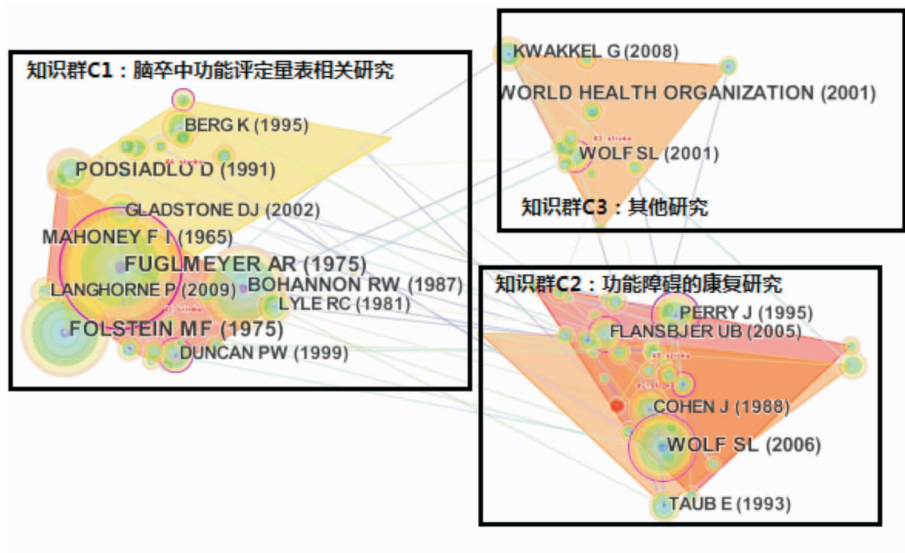 知识群C1：脑卒中功能评定量表相关研究
BERG K (1995)
PODSIADLO D (1991)
GLADSTONE DJ (2002)
MAHONEY F I (1965)
FUGLMEYER AR (1975)
LANGHORNE P (2009)
BOHANNON RW (1987)
LYLE RC (1981)
FOLSTEIN MF (1975)
DUNCAN PW (1999)
KWAKKEL G (2008)
WORLD HEALTH ORGANIZATION (2001)
WOLF SL (2001)
知识群C3：其他研究
知识群C2：功能障碍的康复研究
PERRY J (1995)
FLANSBJER UB (2005)
COHEN J (1988)
WOLF SL (2006)
TAUB E (1993)